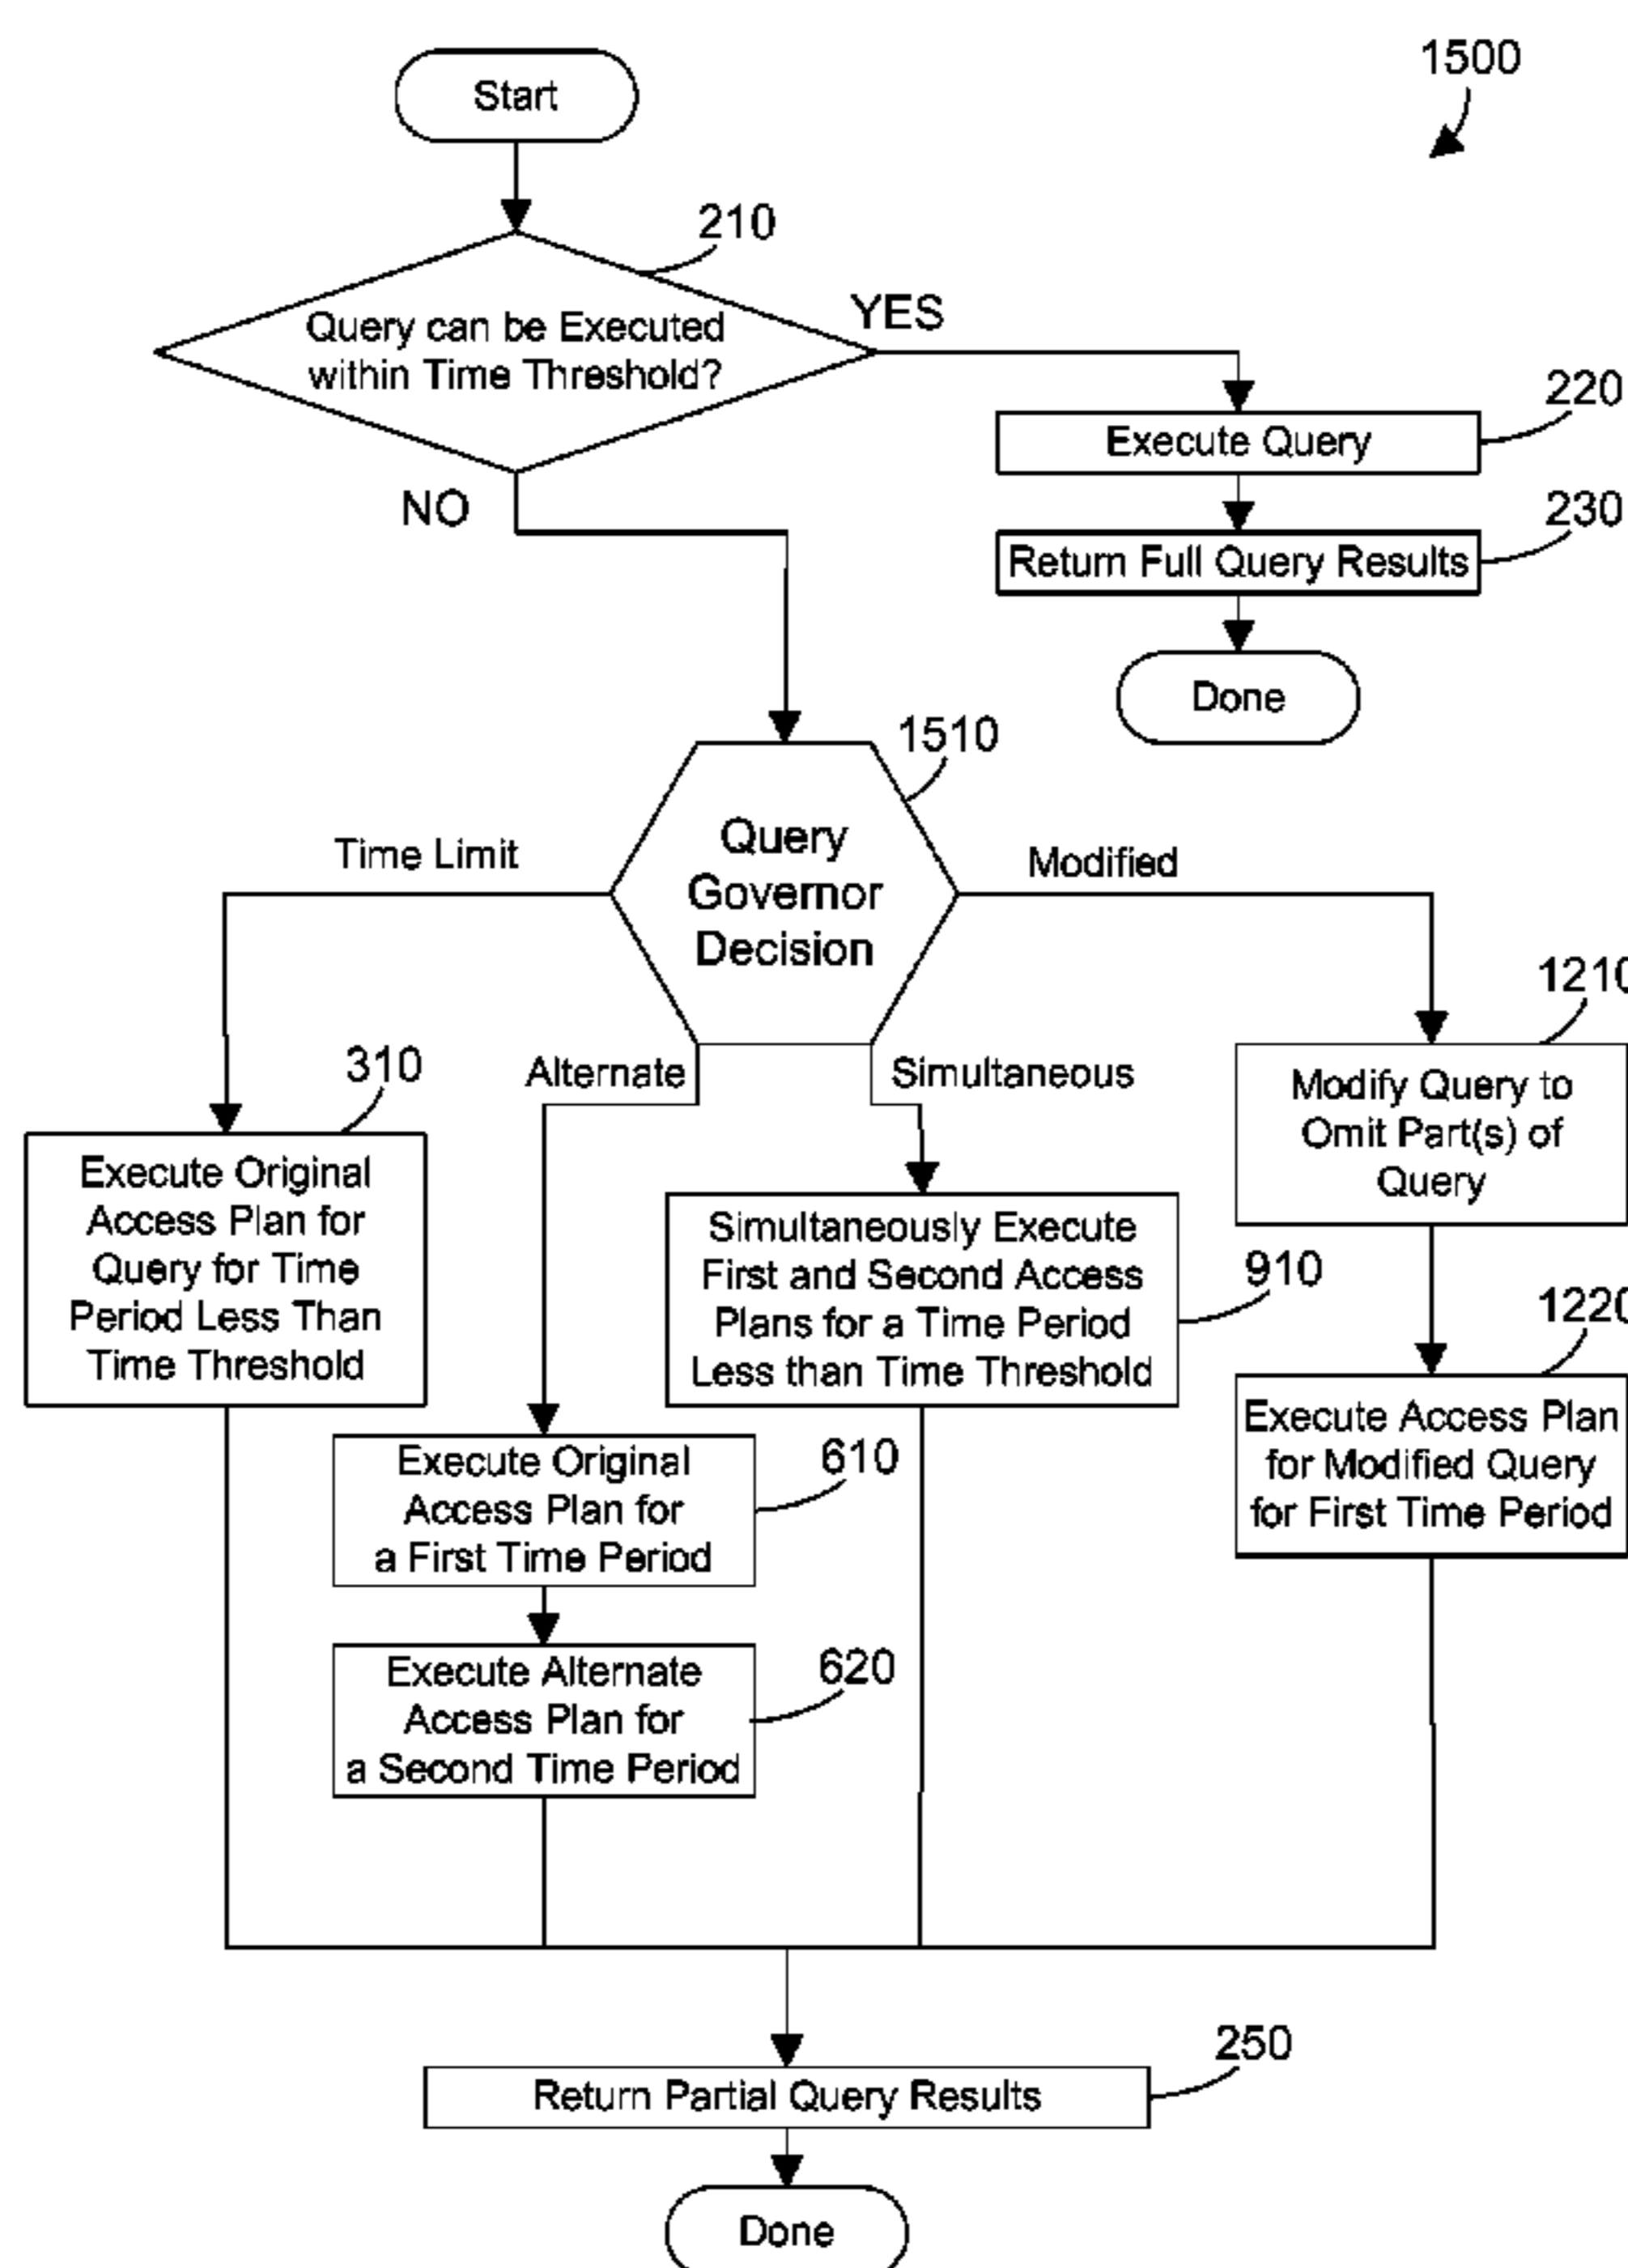 1500
Start
210
Query can be Executed
within Time Threshold?
YES
NO
220
Execute Query
230
Return Full Query Results
Done
1510
Query
Governor
Decision
Time Limit
Modified
Alternate
Simultaneous
310
Execute Original
Access Plan for
Query for Time
Period Less Than
Time Threshold
1210
Modify Query to
Omit Part(s) of
Query
Simultaneously Execute
First and Second Access
Plans for a Time Period
Less than Time Threshold
910
1220
Execute Access Plan
for Modified Query
for First Time Period
Execute Original
Access Plan for
a First Time Period
610
Execute Alternate
Access Plan for
a Second Time Period
620
250
Return Partial Query Results
Done